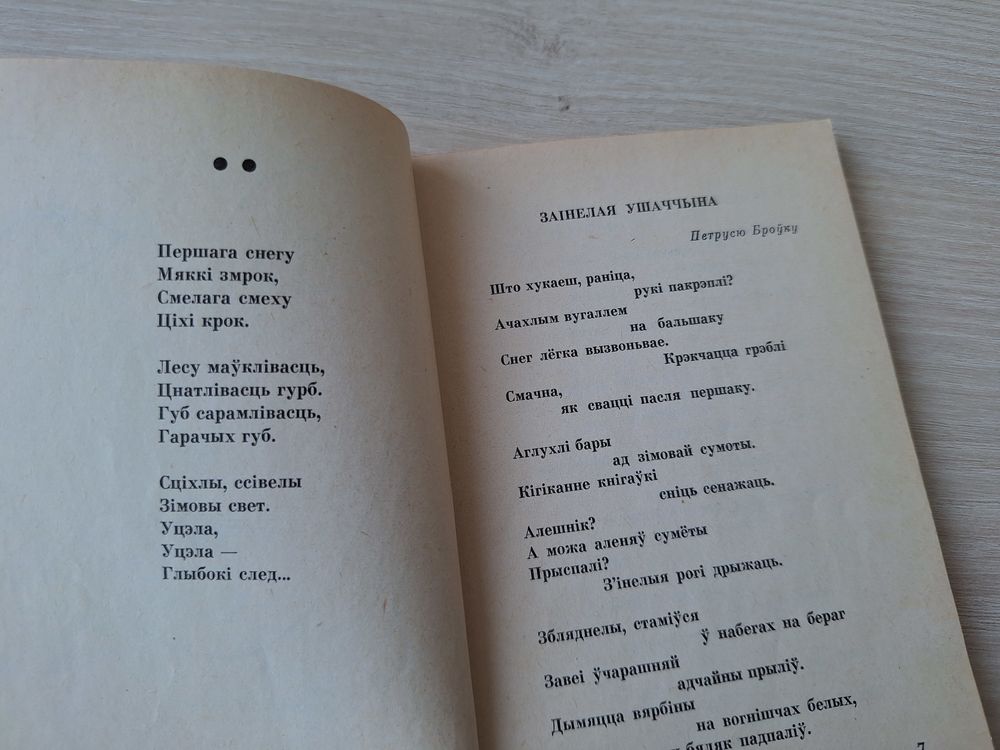 ● ●
Першага снегу
Мяккі змрок,
Смелага смеху
Ціхі крок.
Лесу маўклівасць,
Цнатлівасць гурб.
Губ сарамлівасць,
Гарачых губ.
Сціхлы, ссівелы
Зімовы свет.
Уцэла,
Уцэла —
Глыбокі след...
ЗАІНЕЛАЯ УШАЧЧЫНА
Петрусю Броўку
Што хукаеш, раніца,
рукі пакрэплі?
Ачахлым вугаллем
на бальшаку
Снег лёгка вызвоньвае.
Крэкчацца грэблі
Смачна,
як свацці пасля першаку.
Аглухлі бары
ад зімовай сумоты.
Кігіканне кнігаўкі
сніць сенажаць.
Алешнік?
А можа аленяў сумёты
Прыспалі?
З'інелыя рогі дрыжаць.
Збляднелы, стаміўся
ў набегах на бераг
Завеі ўчарашняй
адчайны прыліў.
Дымяцца вярбіны
на вогнішчах белых,
бядяк падпаліў.
7